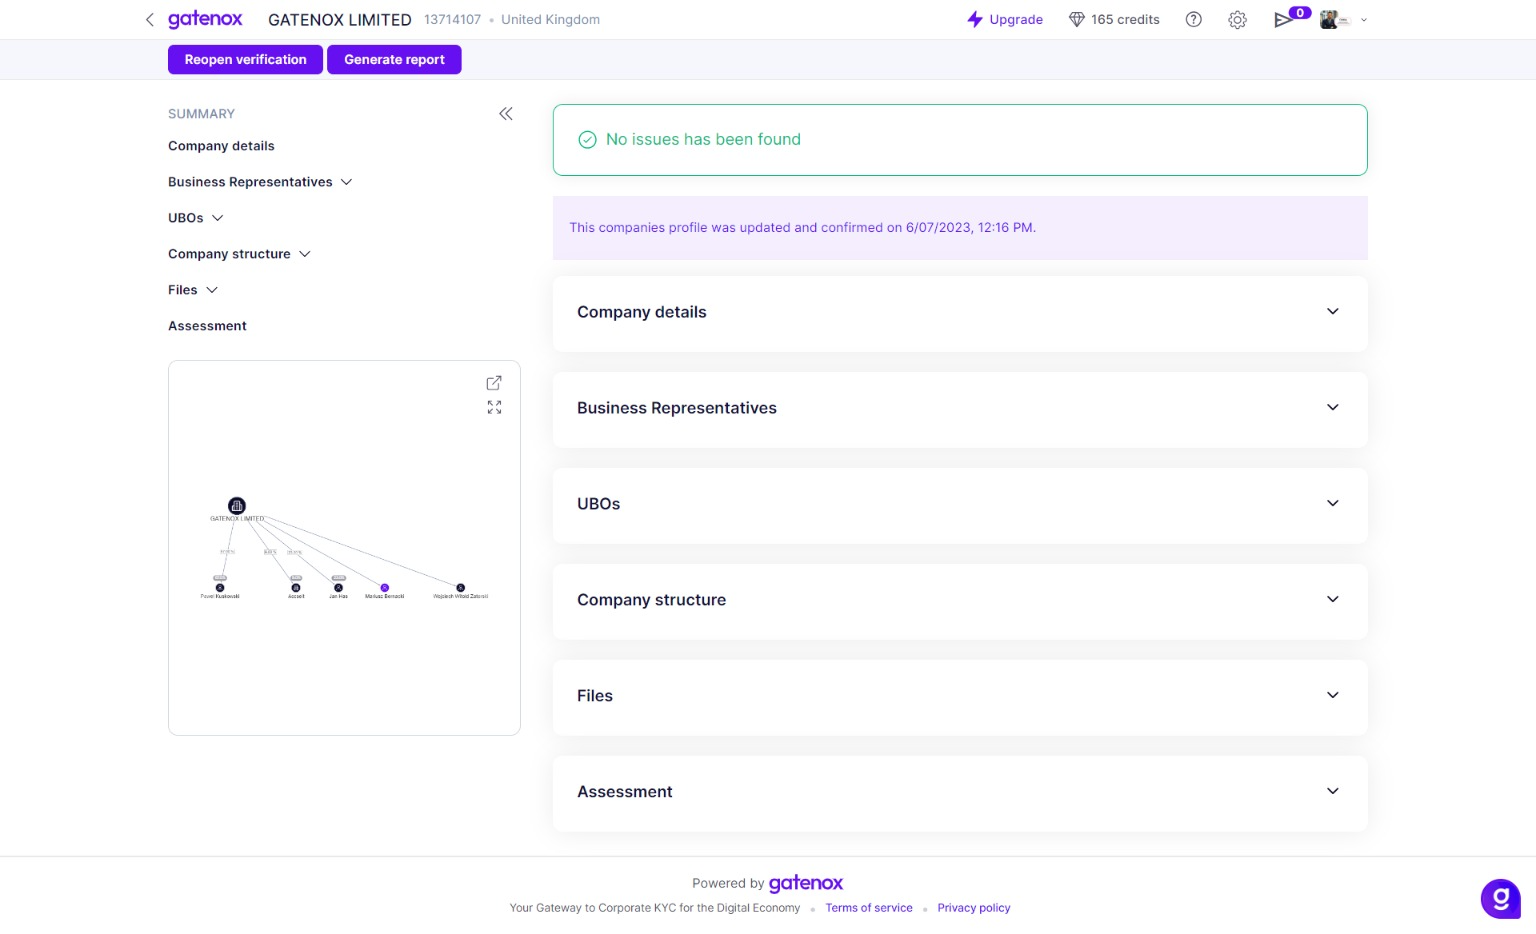 gatenox GATENOX LIMITED 13714107 • United Kingdom Upgrade 165 credits 0
Reopen verification Generate report
SUMMARY
Company details
Business Representatives
UBOs
Company structure
Files
Assessment
GATENOX LIMITED
Pawel Kuskowski
Accseit
Jan Has
Mariusz Bernacki
Wojciech Witold Zatorski
No issues has been found
This companies profile was updated and confirmed on 6/07/2023, 12:16 PM.
Company details
Business Representatives
UBOs
Company structure
Files
Assessment
Powered by gatenox
Your Gateway to Corporate KYC for the Digital Economy • Terms of service • Privacy policy
g